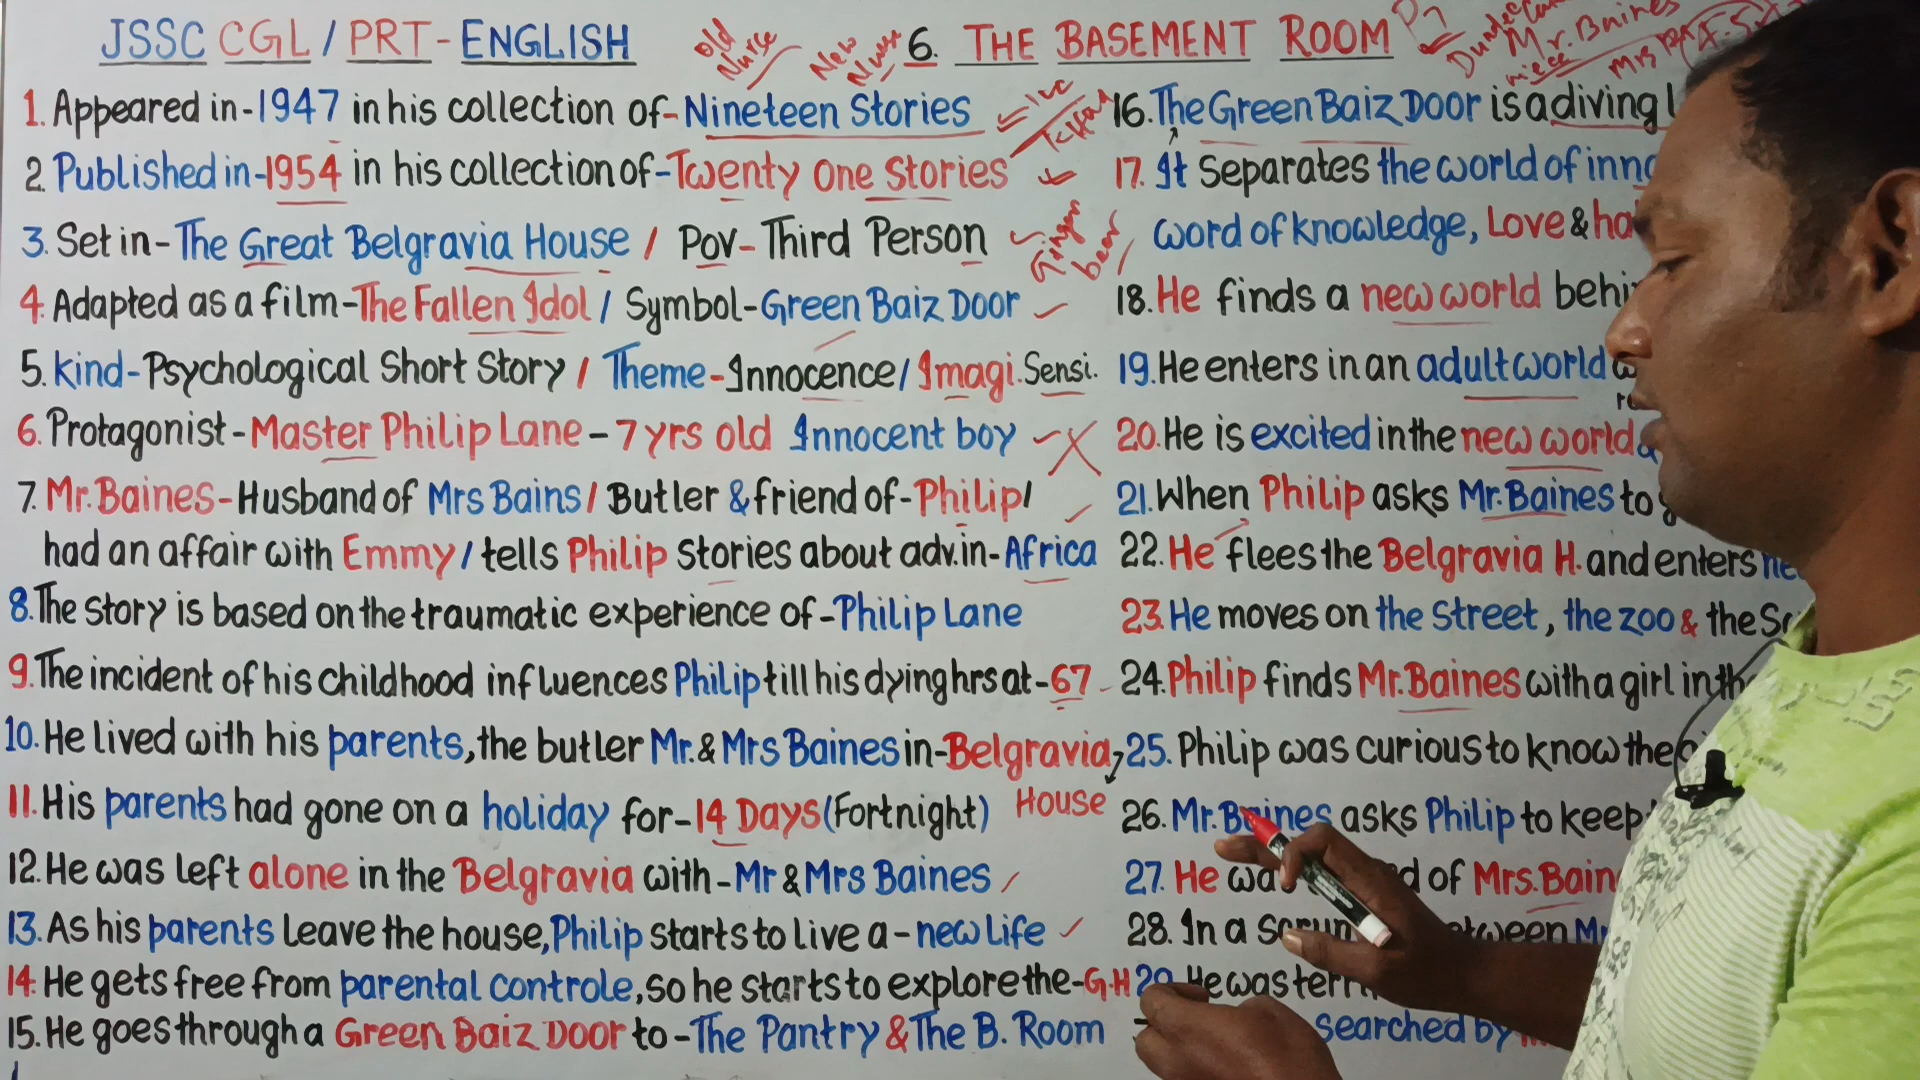 JSSC CGL / PRT - ENGLISH
6. THE BASEMENT ROOM
Old Nurse
New Nurse
Mr. Baines
niece
Mrs
Ginger beer
1. Appeared in - 1947 in his collection of - Nineteen Stories
2. Published in - 1954 in his collection of - Twenty One Stories
3. Set in - The Great Belgravia House / Pov - Third Person
4. Adapted as a film - The Fallen Idol / Symbol - Green Baiz Door
5. Kind - Psychological Short Story / Theme - Innocence / Imagi. Sensi.
6. Protagonist - Master Philip Lane - 7 yrs old Innocent boy
7. Mr. Baines - Husband of Mrs Bains / Butler & friend of - Philip /
had an affair with Emmy / tells Philip Stories about adv. in - Africa
8. The story is based on the traumatic experience of - Philip Lane
9. The incident of his childhood influences Philip till his dying hrs at - 67
10. He lived with his parents, the butler Mr. & Mrs Baines in - Belgravia
House
11. His parents had gone on a holiday for - 14 Days (Fortnight)
12. He was left alone in the Belgravia with - Mr & Mrs Baines
13. As his parents Leave the house, Philip starts to live a - new Life
14. He gets free from parental controle, so he starts to explore the - G.H
15. He goes through a Green Baiz Door to - The Pantry & The B. Room
16. The Green Baiz Door is a diving
17. It Separates the world of
word of knowledge, Love &
18. He finds a new world
19. He enters in an adult world
20. He is excited in the new world
21. When Philip asks Mr. Baines to
22. He flees the Belgravia H. and enters
23. He moves on the Street, the zoo & the
24. Philip finds Mr. Baines with a girl in
25. Philip was curious to know the
26. Mr. Baines asks Philip to keep
27. He of Mrs.
28. In a
29. He was
Searched by